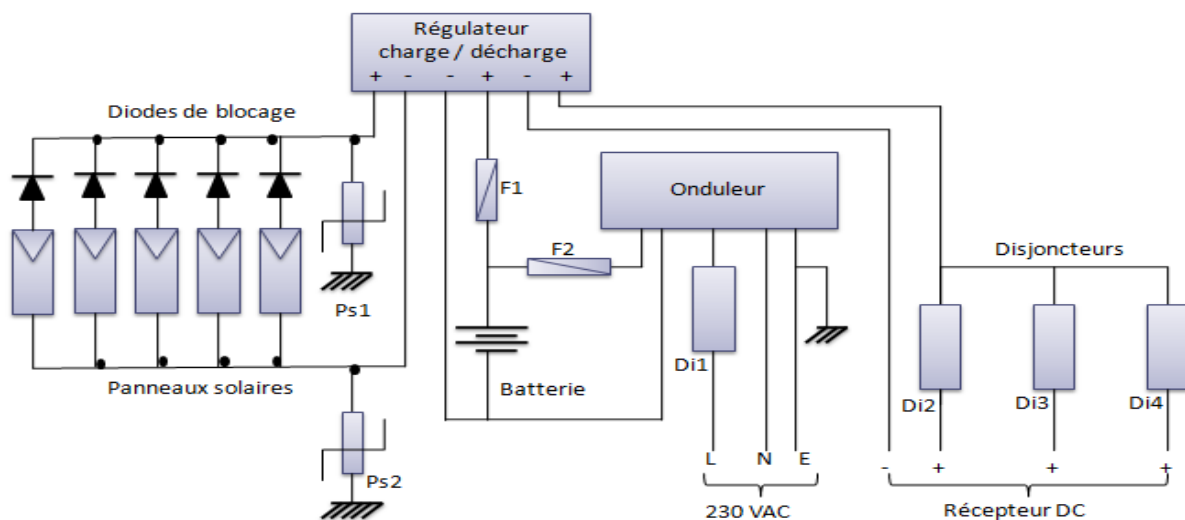 Régulateur
charge / décharge
+ - - + - +
Diodes de blocage
F1
Onduleur
F2
Disjoncteurs
Ps1
Di1
Panneaux solaires
Batterie
Di2
Di3
Di4
L N E
- + + +
Ps2
230 VAC
Récepteur DC